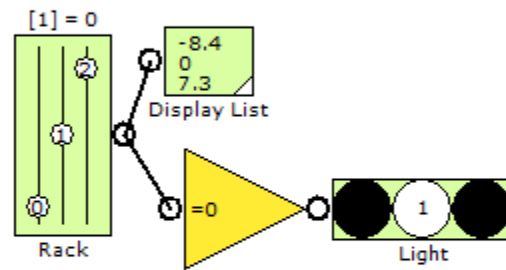 [1] = 0
2
1
0
Rack
-8.4
0
7.3
Display List
=0
1
Light